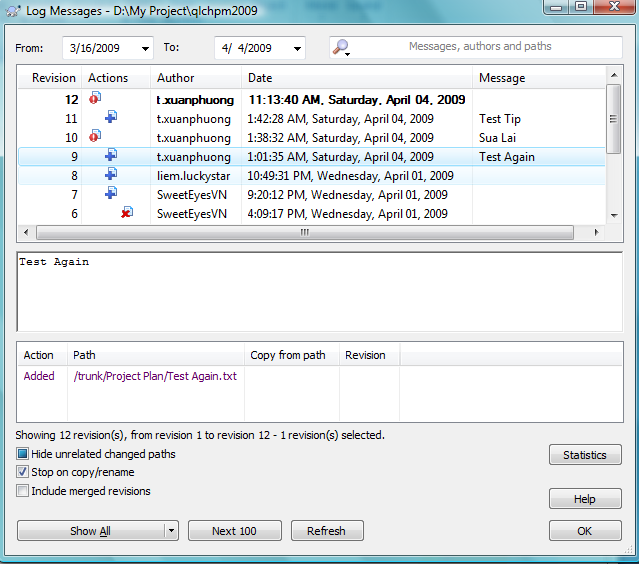 Log Messages - D:\My Project\qlchpm2009
From: 3/16/2009 To: 4/ 4/2009 Messages, authors and paths
Revision Actions Author Date Message
12 t.xuanphuong 11:13:40 AM, Saturday, April 04, 2009
11 t.xuanphuong 1:42:28 AM, Saturday, April 04, 2009 Test Tip
10 t.xuanphuong 1:38:32 AM, Saturday, April 04, 2009 Sua Lai
9 t.xuanphuong 1:01:35 AM, Saturday, April 04, 2009 Test Again
8 liem.luckystar 10:49:31 PM, Wednesday, April 01, 2009
7 SweetEyesVN 9:20:12 PM, Wednesday, April 01, 2009
6 SweetEyesVN 4:09:17 PM, Wednesday, April 01, 2009
Test Again
Action Path Copy from path Revision
Added /trunk/Project Plan/Test Again.txt
Showing 12 revision(s), from revision 1 to revision 12 - 1 revision(s) selected.
Hide unrelated changed paths
Statistics
Stop on copy/rename
Include merged revisions
Help
Show All Next 100 Refresh OK